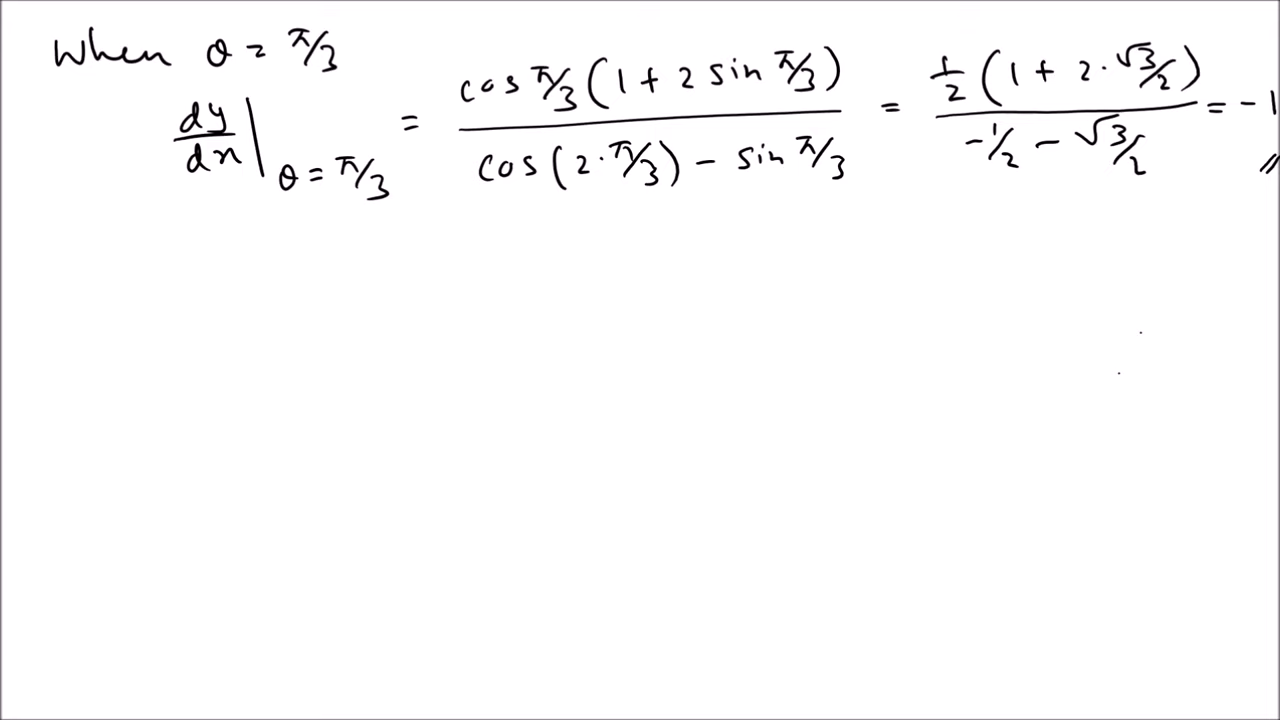 When θ = π/3
dy/dx |θ = π/3 = cos π/3 (1 + 2 sin π/3) / cos(2·π/3) − sin π/3 = 1/2 (1 + 2·√3/2) / −1/2 − √3/2 = −1 //